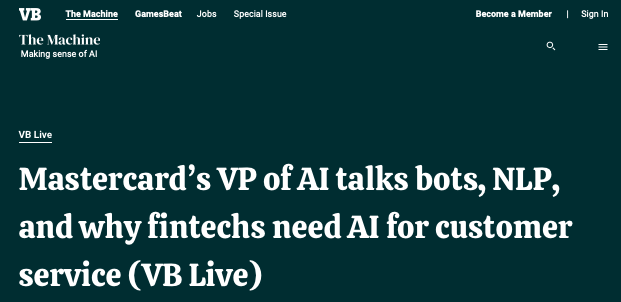 VB The Machine GamesBeat Jobs Special Issue Become a Member | Sign In
The Machine
Making sense of AI
VB Live
Mastercard’s VP of AI talks bots, NLP,
and why fintechs need AI for customer
service (VB Live)